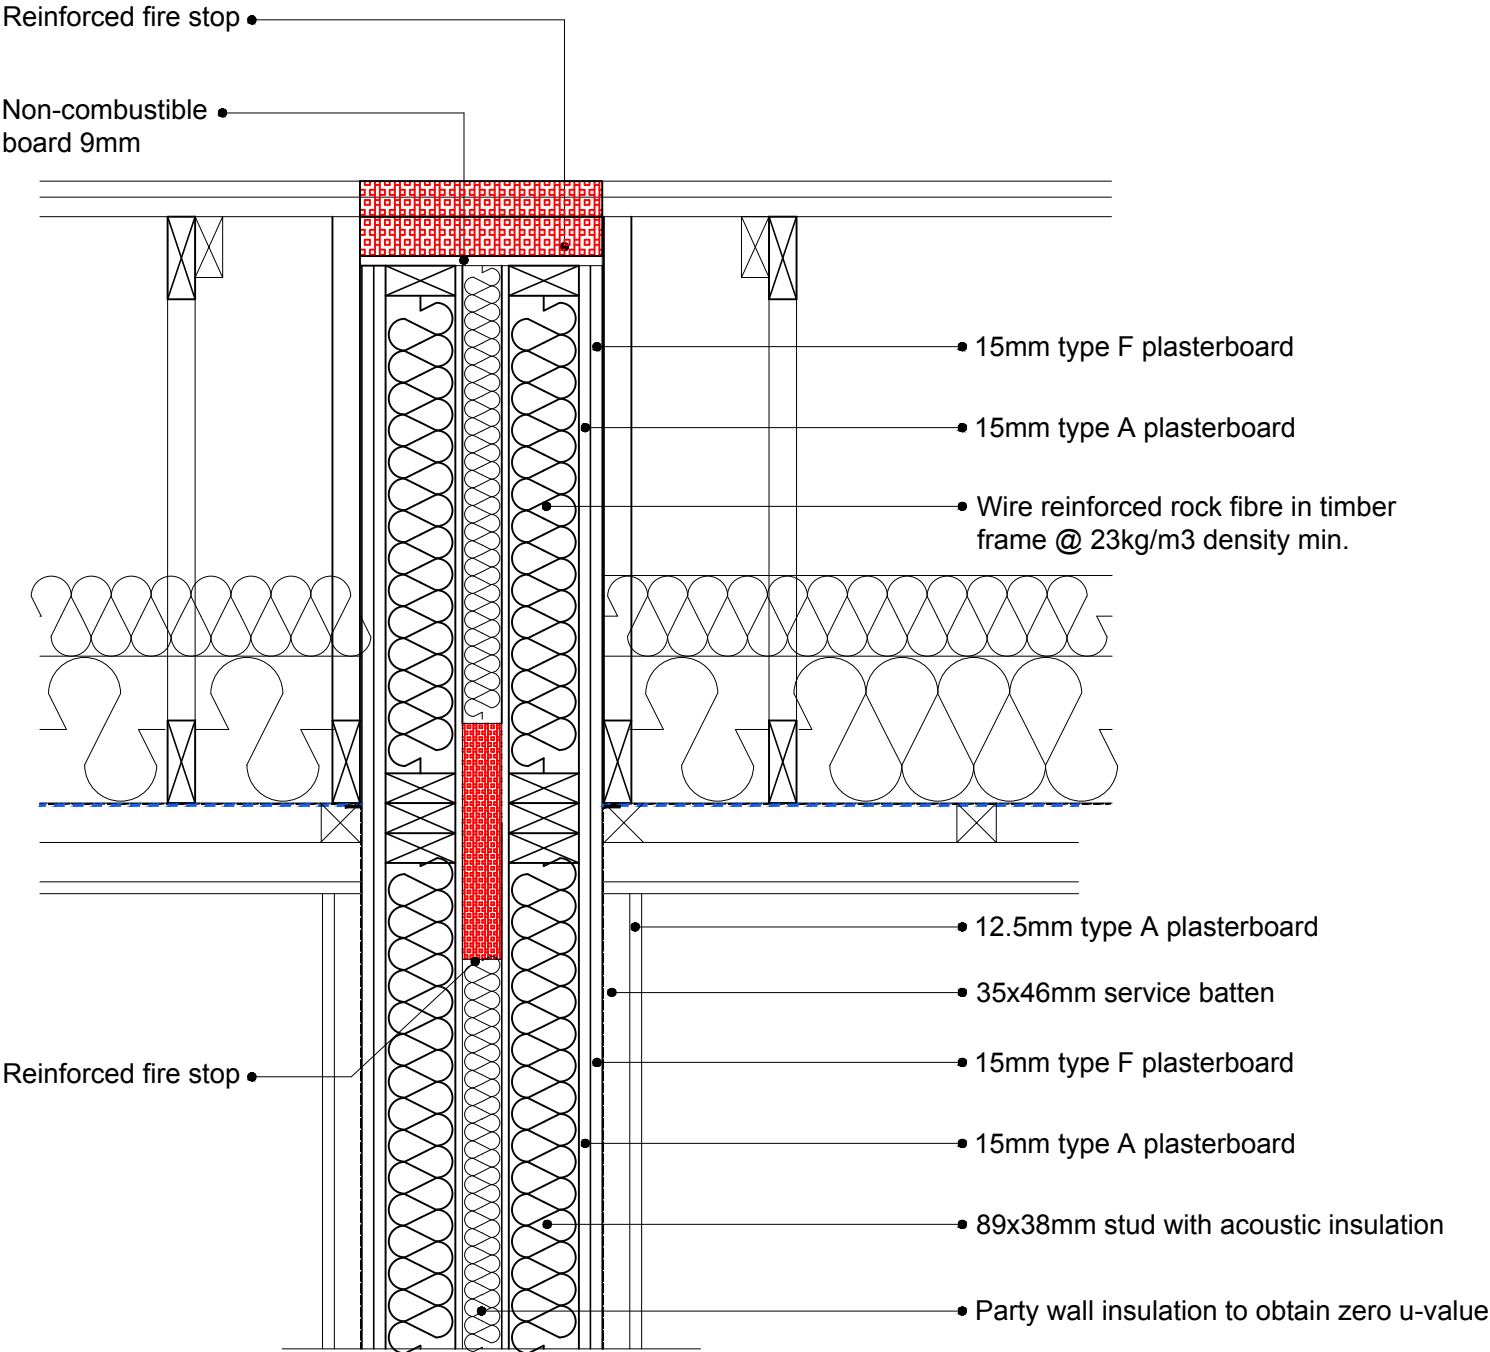 Reinforced fire stop
Non-combustible
board 9mm
15mm type F plasterboard
15mm type A plasterboard
Wire reinforced rock fibre in timber
frame @ 23kg/m3 density min.
12.5mm type A plasterboard
35x46mm service batten
15mm type F plasterboard
Reinforced fire stop
15mm type A plasterboard
89x38mm stud with acoustic insulation
Party wall insulation to obtain zero u-value